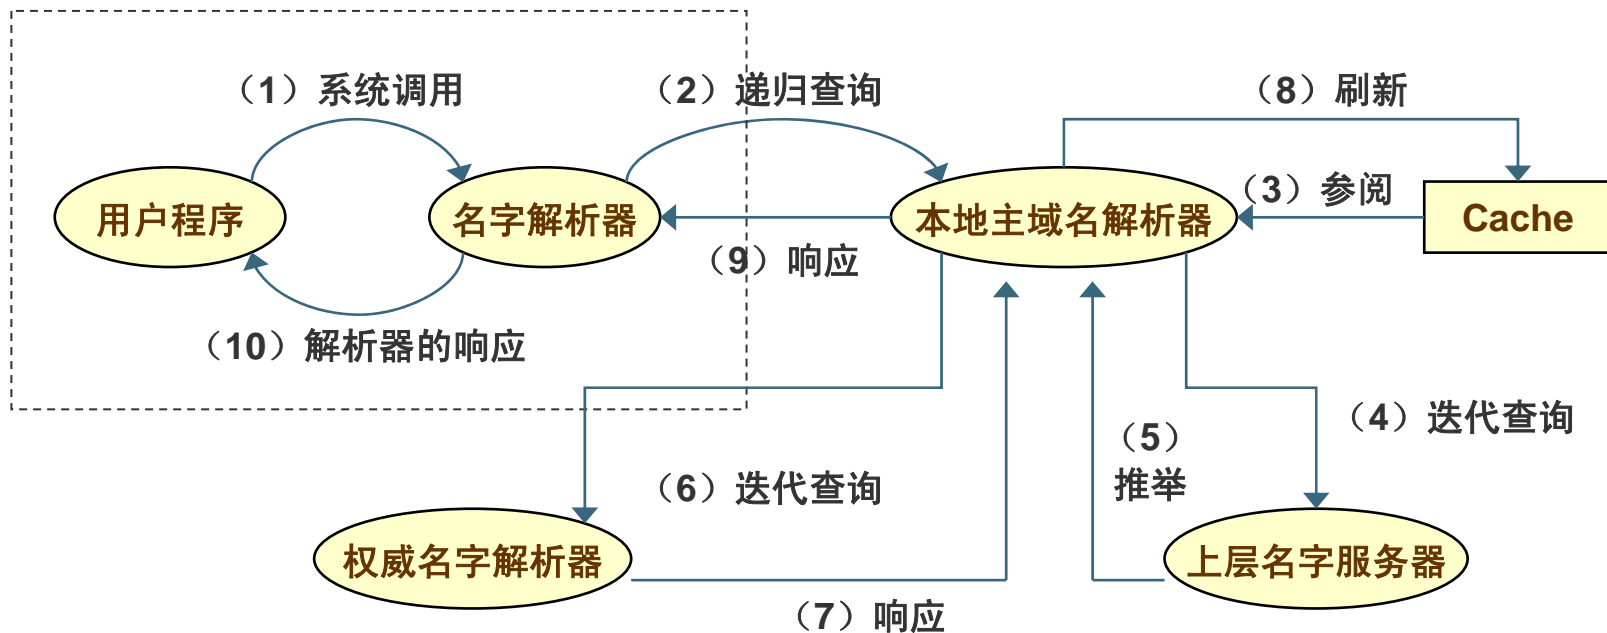 （1）系统调用
（2）递归查询
（8）刷新
（3）参阅
用户程序
名字解析器
本地主域名解析器
Cache
（9）响应
（10）解析器的响应
（4）迭代查询
（5）
推举
（6）迭代查询
权威名字解析器
上层名字服务器
（7）响应